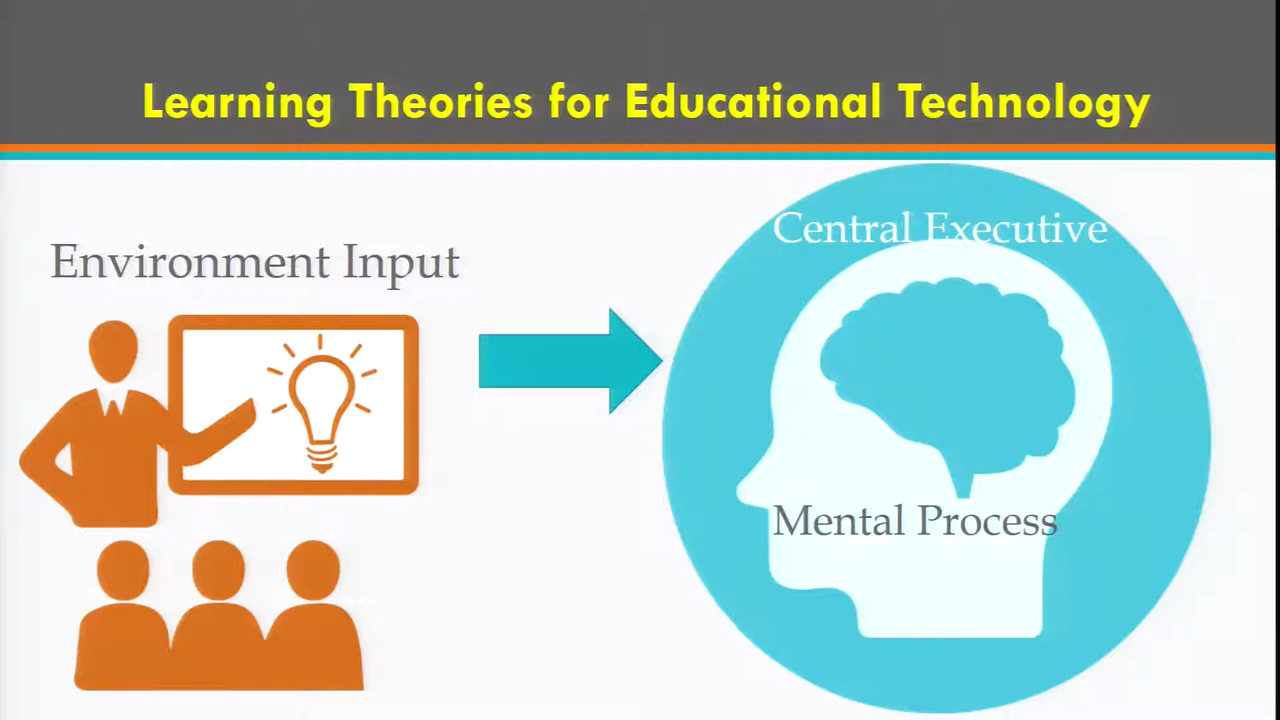 Learning Theories for Educational Technology
Environment Input
Central Executive
Mental Process